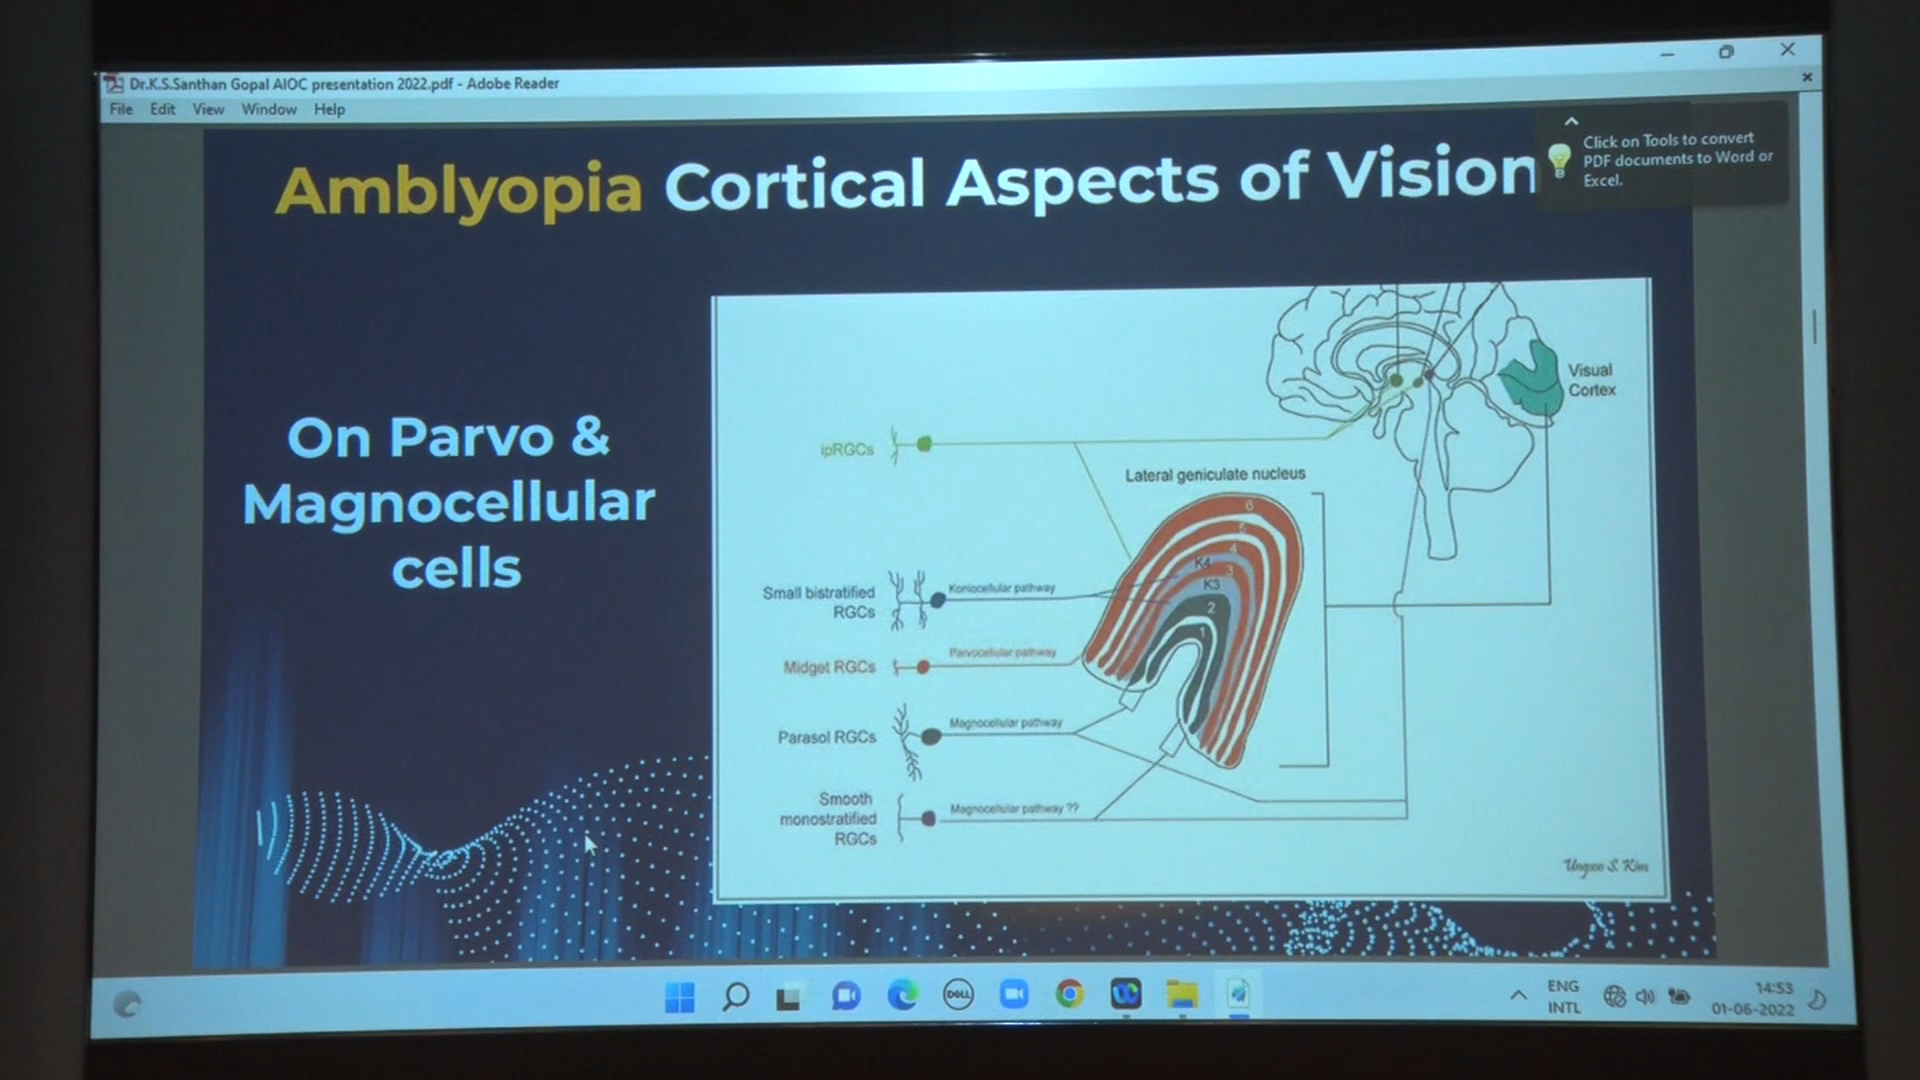 Dr.K.S.Santhan Gopal AIOC presentation 2022.pdf - Adobe Reader
File Edit View Window Help
Click on Tools to convert
PDF documents to Word or
Excel.
Amblyopia Cortical Aspects of Vision
On Parvo &
Magnocellular
cells
Visual
Cortex
ipRGCs
Lateral geniculate nucleus
6
5
4
K4
3
K3
2
1
Small bistratified
RGCs
Koniocellular pathway
Midget RGCs
Parvocellular pathway
Parasol RGCs
Magnocellular pathway
Smooth
monostratified
RGCs
Magnocellular pathway ??
S. Kim
DELL
ENG
INTL
14:53
01-06-2022